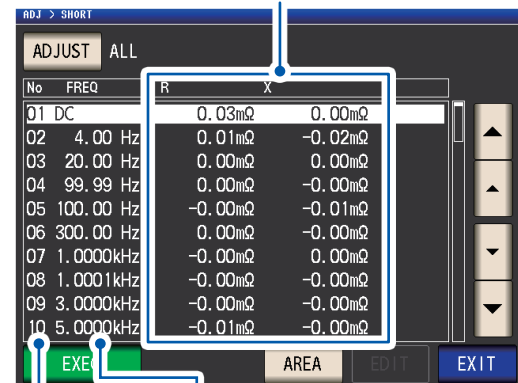 ADJ > SHORT
ADJUST ALL
No FREQ R X
01 DC 0.03mΩ 0.00mΩ
02 4.00 Hz 0.01mΩ -0.02mΩ
03 20.00 Hz 0.00mΩ 0.00mΩ
04 99.99 Hz 0.00mΩ 0.00mΩ
05 100.00 Hz -0.00mΩ -0.01mΩ
06 300.00 Hz 0.00mΩ -0.00mΩ
07 1.0000kHz -0.00mΩ -0.00mΩ
08 1.0001kHz -0.00mΩ -0.00mΩ
09 3.0000kHz -0.00mΩ -0.00mΩ
10 5.0000kHz -0.01mΩ -0.00mΩ
AREA EDIT EXIT